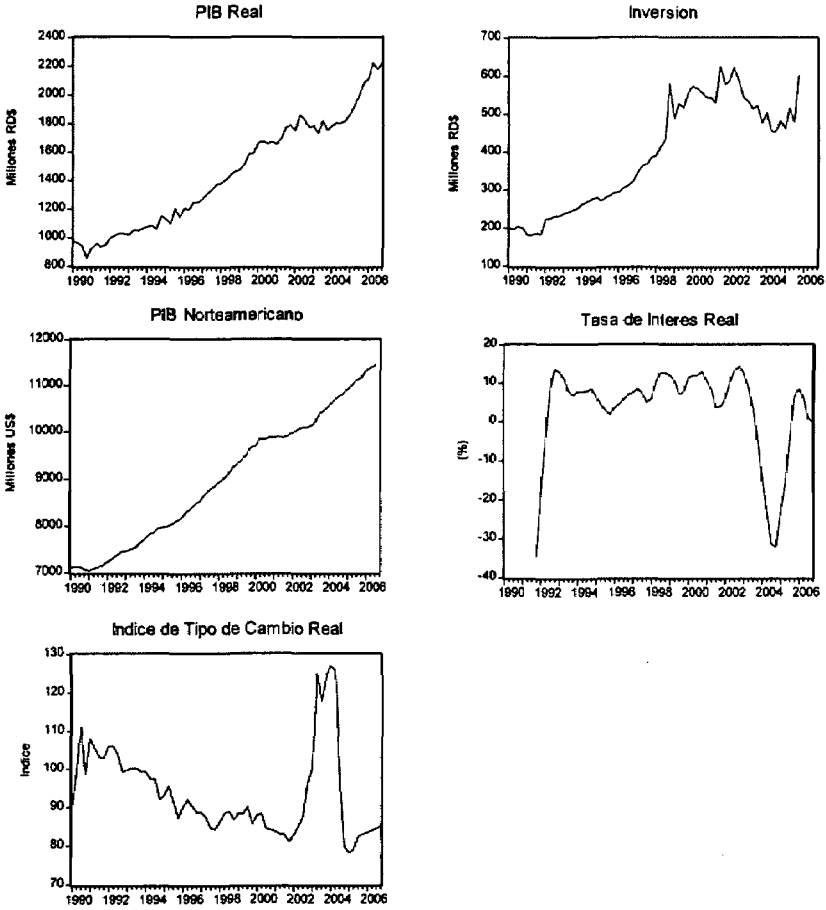 PIB Real
Millones RD$
2400
2200
2000
1800
1600
1400
1200
1000
800
1990 1992 1994 1996 1998 2000 2002 2004 2006
Inversion
Millones RD$
700
600
500
400
300
200
100
1990 1992 1994 1996 1998 2000 2002 2004 2006
PIB Norteamericano
Millones US$
12000
11000
10000
9000
8000
7000
1990 1992 1994 1996 1998 2000 2002 2004 2006
Tasa de Interes Real
(%)
20
10
0
-10
-20
-30
-40
1990 1992 1994 1996 1998 2000 2002 2004 2006
Indice de Tipo de Cambio Real
Indice
130
120
110
100
90
80
70
1990 1992 1994 1996 1998 2000 2002 2004 2006